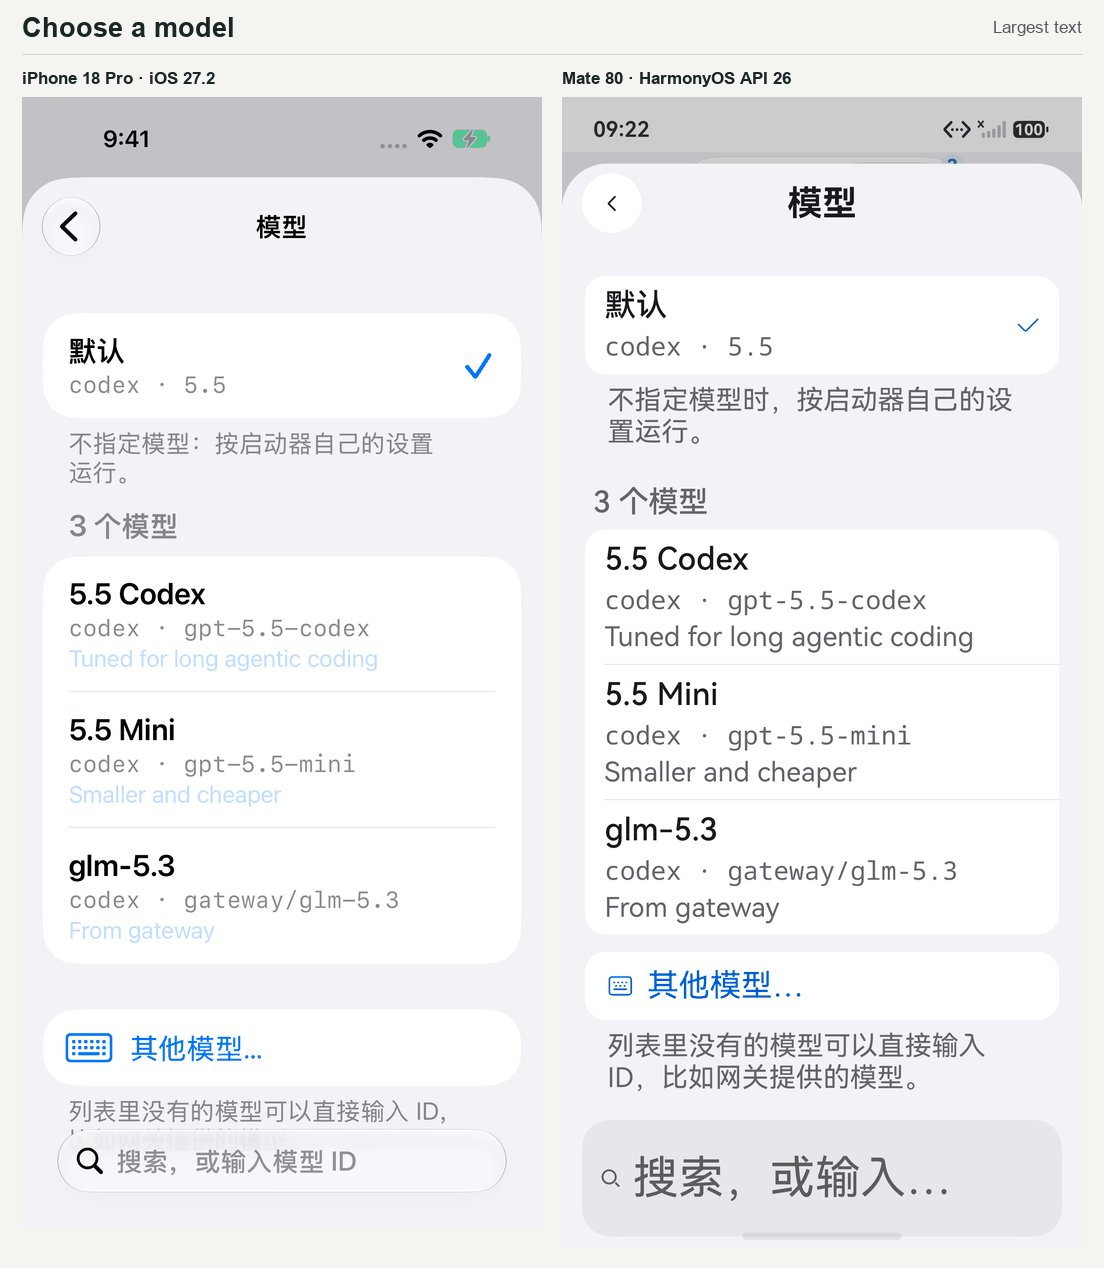 Choose a model
Largest text
iPhone 18 Pro · iOS 27.2
9:41
模型
默认
codex · 5.5
不指定模型：按启动器自己的设置
运行。
3 个模型
5.5 Codex
codex · gpt-5.5-codex
Tuned for long agentic coding
5.5 Mini
codex · gpt-5.5-mini
Smaller and cheaper
glm-5.3
codex · gateway/glm-5.3
From gateway
其他模型...
列表里没有的模型可以直接输入 ID，
搜索，或输入模型 ID
Mate 80 · HarmonyOS API 26
09:22
100
模型
默认
codex · 5.5
不指定模型时，按启动器自己的设
置运行。
3 个模型
5.5 Codex
codex · gpt-5.5-codex
Tuned for long agentic coding
5.5 Mini
codex · gpt-5.5-mini
Smaller and cheaper
glm-5.3
codex · gateway/glm-5.3
From gateway
其他模型...
列表里没有的模型可以直接输入
ID，比如网关提供的模型。
搜索，或输入...